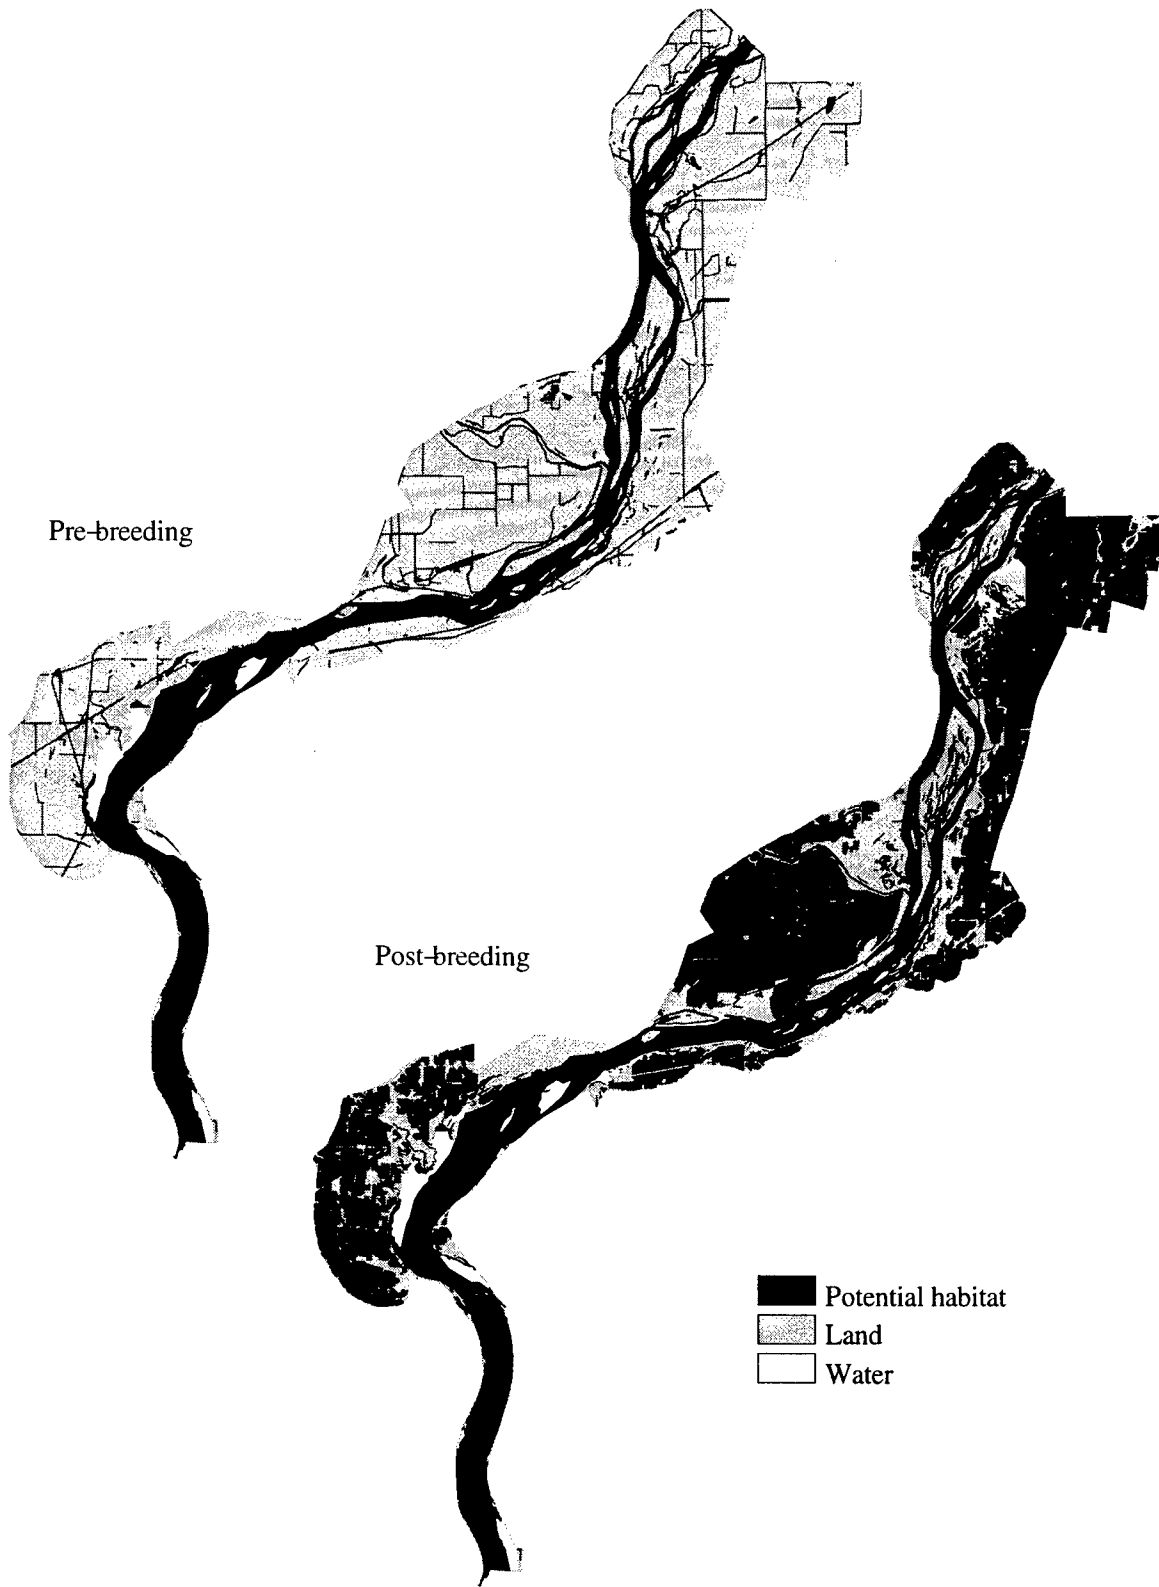 Pre-breeding
Post-breeding
Potential habitat
Land
Water